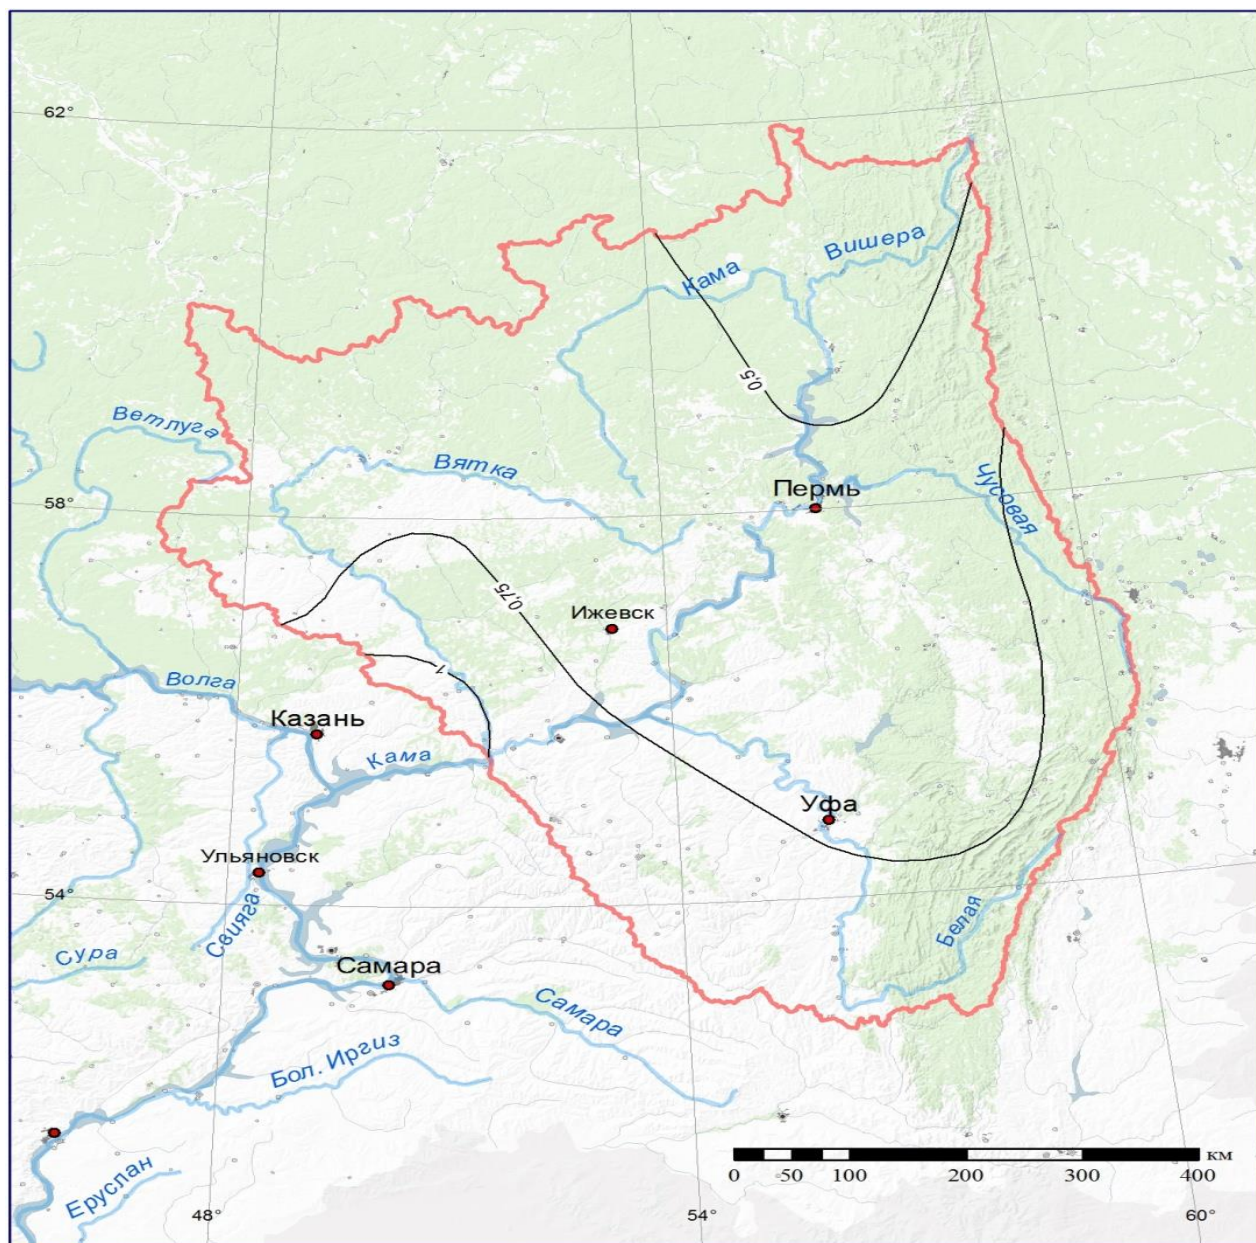 62°
Вишера
Кама
0,5
Ветлуга
Вятка
Чусовая
58°
Пермь
0,75
Ижевск
1
Волга
Казань
Кама
Уфа
Ульяновск
54°
Свияга
Белая
Сура
Самара
Самара
Бол. Иргиз
Еруслан
км
0 50 100 200 300 400
48°
54°
60°